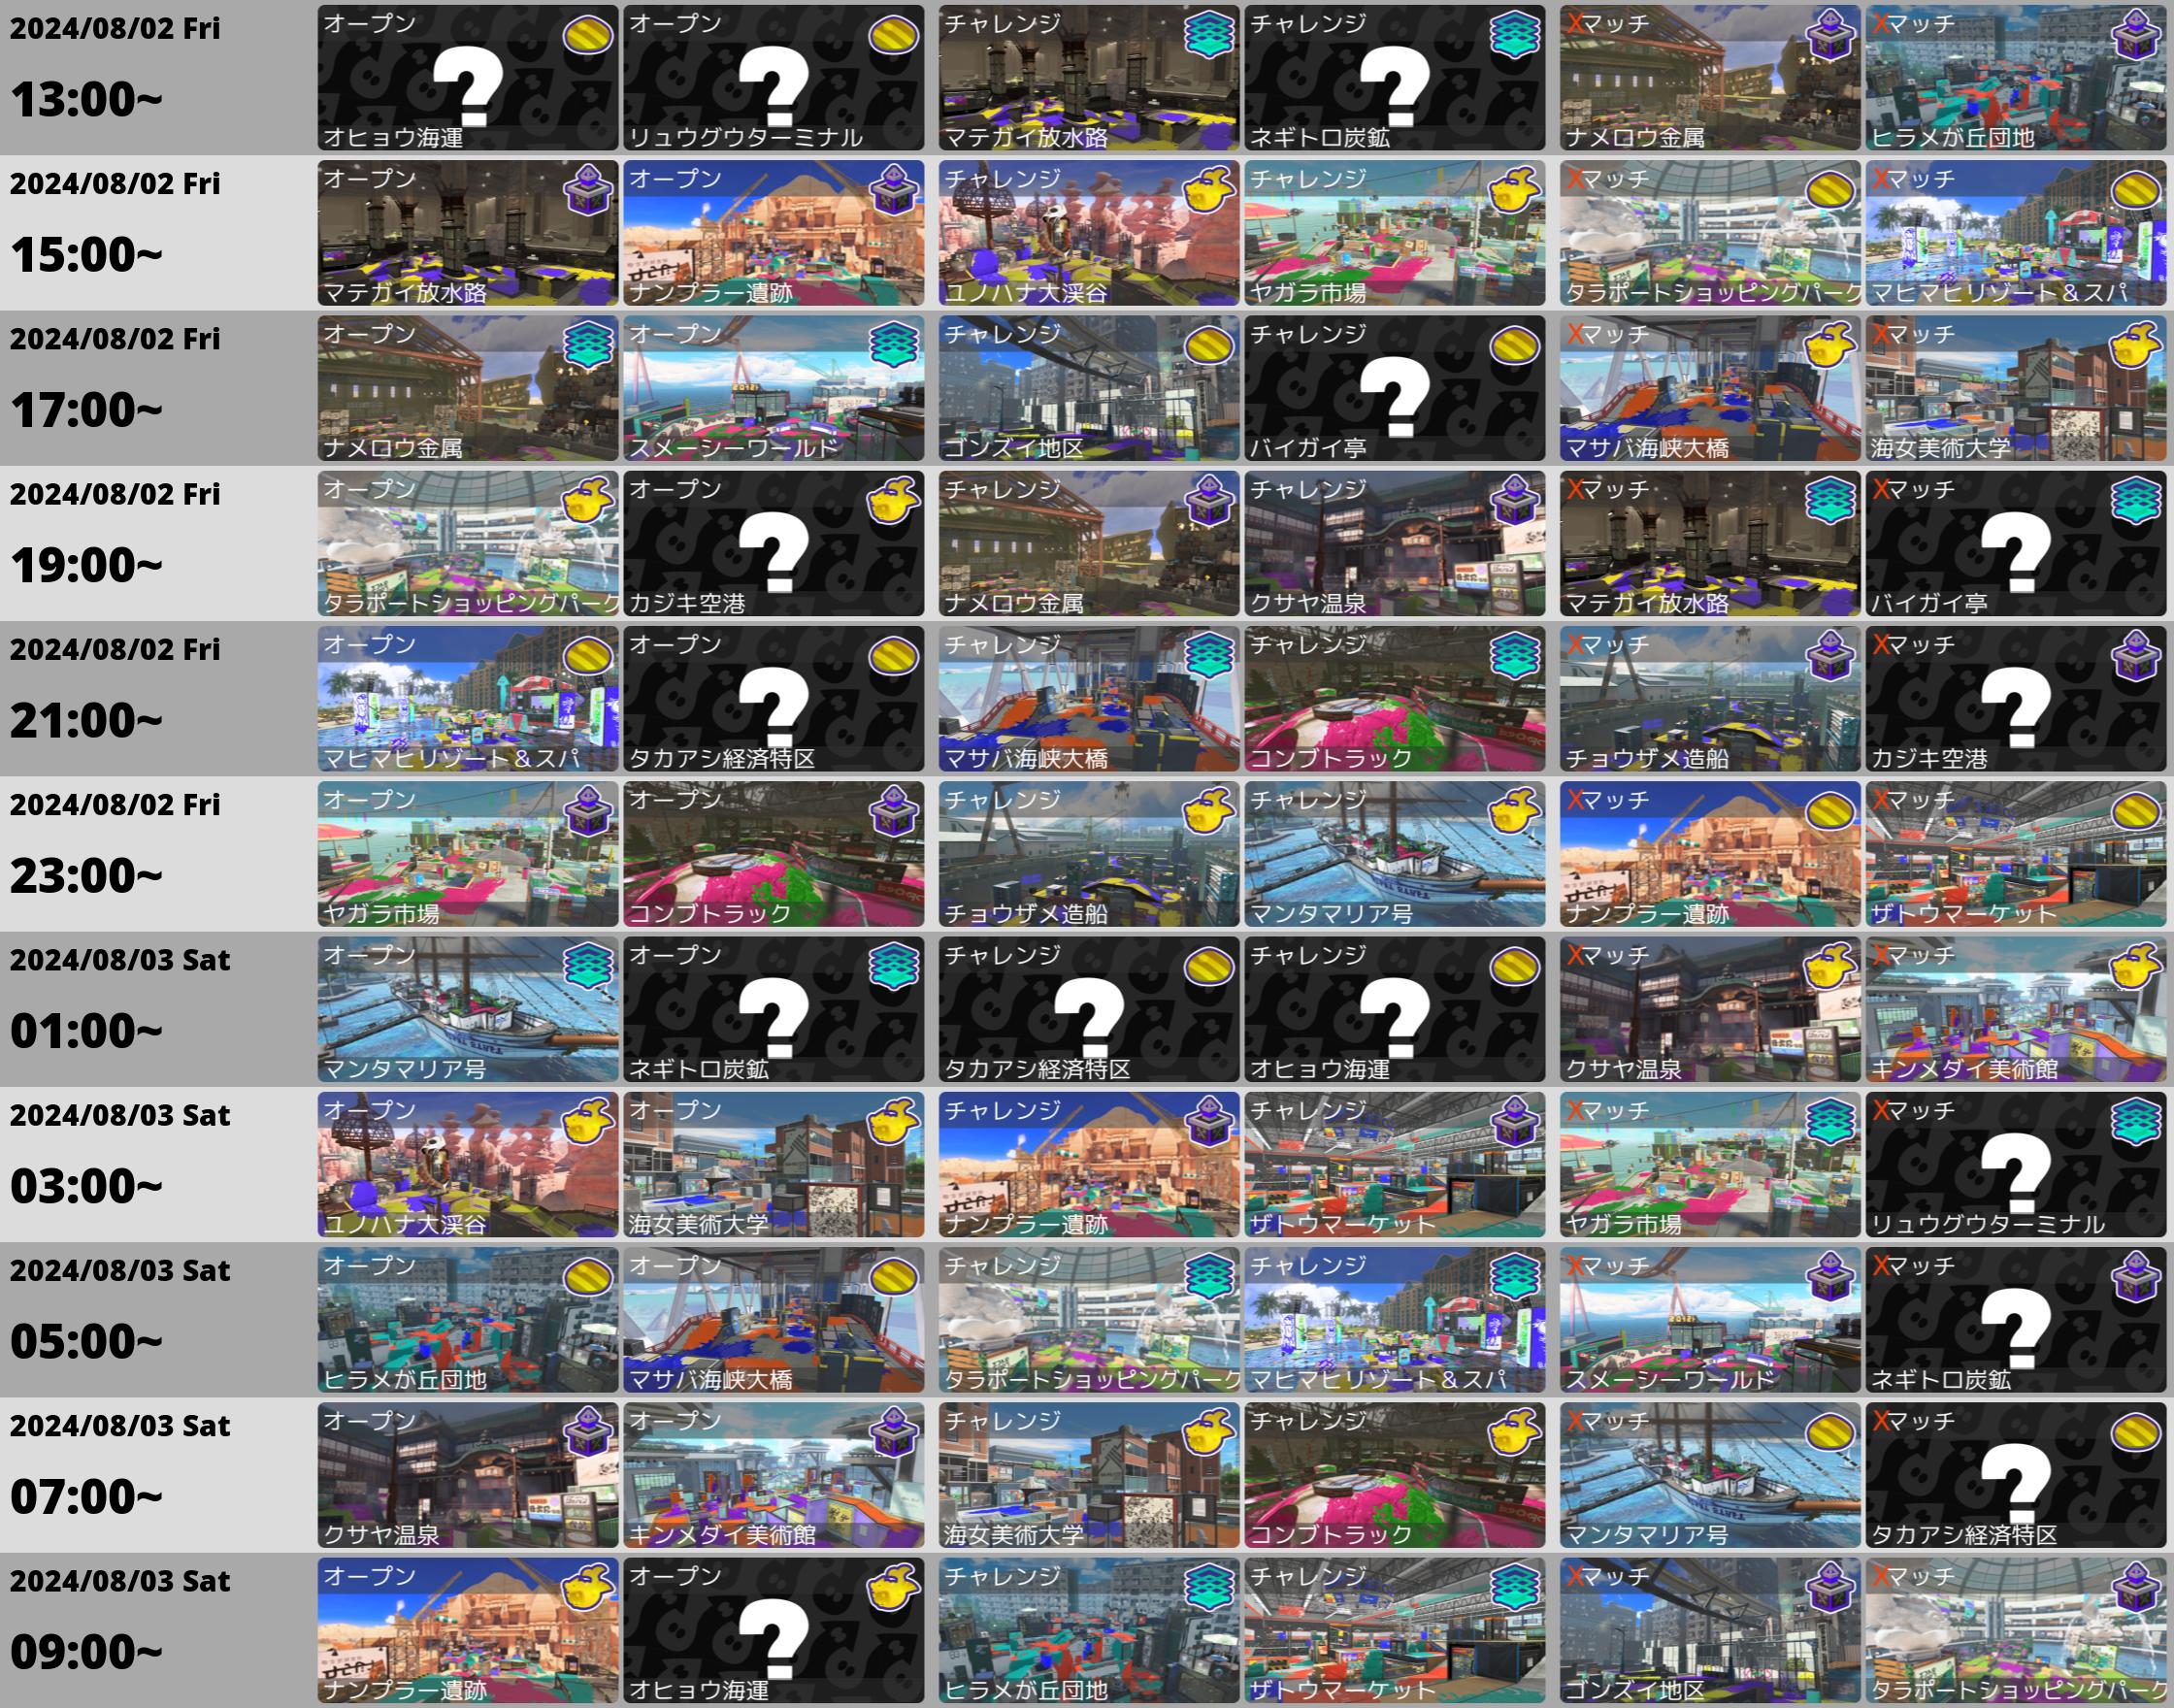 2024/08/02 Fri
13:00~
オープン オープン チャレンジ チャレンジ Xマッチ Xマッチ
オヒョウ海運 リュウグウターミナル マテガイ放水路 ネギトロ炭鉱 ナメロウ金属 ヒラメが丘団地
2024/08/02 Fri
15:00~
オープン オープン チャレンジ チャレンジ Xマッチ Xマッチ
マテガイ放水路 ナンプラー遺跡 ユノハナ大渓谷 ヤガラ市場 タラポートショッピングパーク マヒマヒリゾート＆スパ
2024/08/02 Fri
17:00~
オープン オープン チャレンジ チャレンジ Xマッチ Xマッチ
ナメロウ金属 スメーシーワールド ゴンズイ地区 バイガイ亭 マサバ海峡大橋 海女美術大学
2024/08/02 Fri
19:00~
オープン オープン チャレンジ チャレンジ Xマッチ Xマッチ
タラポートショッピングパーク カジキ空港 ナメロウ金属 クサヤ温泉 マテガイ放水路 バイガイ亭
2024/08/02 Fri
21:00~
オープン オープン チャレンジ チャレンジ Xマッチ Xマッチ
マヒマヒリゾート＆スパ タカアシ経済特区 マサバ海峡大橋 コンブトラック チョウザメ造船 カジキ空港
2024/08/02 Fri
23:00~
オープン オープン チャレンジ チャレンジ Xマッチ Xマッチ
ヤガラ市場 コンブトラック チョウザメ造船 マンタマリア号 ナンプラー遺跡 ザトウマーケット
2024/08/03 Sat
01:00~
オープン オープン チャレンジ チャレンジ Xマッチ Xマッチ
マンタマリア号 ネギトロ炭鉱 タカアシ経済特区 オヒョウ海運 クサヤ温泉 キンメダイ美術館
2024/08/03 Sat
03:00~
オープン オープン チャレンジ チャレンジ Xマッチ Xマッチ
ユノハナ大渓谷 海女美術大学 ナンプラー遺跡 ザトウマーケット ヤガラ市場 リュウグウターミナル
2024/08/03 Sat
05:00~
オープン オープン チャレンジ チャレンジ Xマッチ Xマッチ
ヒラメが丘団地 マサバ海峡大橋 タラポートショッピングパーク マヒマヒリゾート＆スパ スメーシーワールド ネギトロ炭鉱
2024/08/03 Sat
07:00~
オープン オープン チャレンジ チャレンジ Xマッチ Xマッチ
クサヤ温泉 キンメダイ美術館 海女美術大学 コンブトラック マンタマリア号 タカアシ経済特区
2024/08/03 Sat
09:00~
オープン オープン チャレンジ チャレンジ Xマッチ Xマッチ
ナンプラー遺跡 オヒョウ海運 ヒラメが丘団地 ザトウマーケット ゴンズイ地区 タラポートショッピングパーク